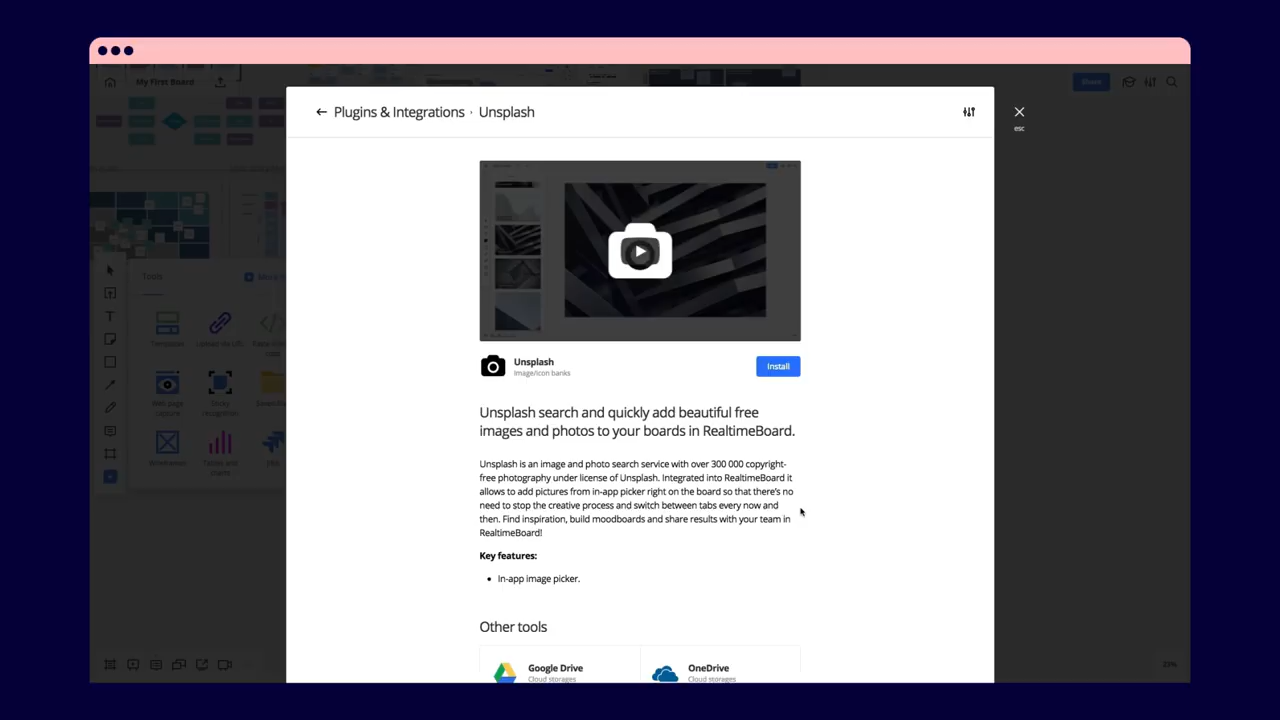 My First Board
Share
Plugins & Integrations › Unsplash
esc
Tools
Unsplash
Image/icon banks
Install
Unsplash search and quickly add beautiful free
images and photos to your boards in RealtimeBoard.
Unsplash is an image and photo search service with over 300 000 copyright-
free photography under license of Unsplash. Integrated into RealtimeBoard it
allows to add pictures from in-app picker right on the board so that there's no
need to stop the creative process and switch between tabs every now and
then. Find inspiration, build moodboards and share results with your team in
RealtimeBoard!
Key features:
• In-app image picker.
Other tools
Templates
Upload via URL
Web page
capture
Sticky
recognition
Wireframes
Tables and
charts
Google Drive
Cloud storages
OneDrive
Cloud storages
23%